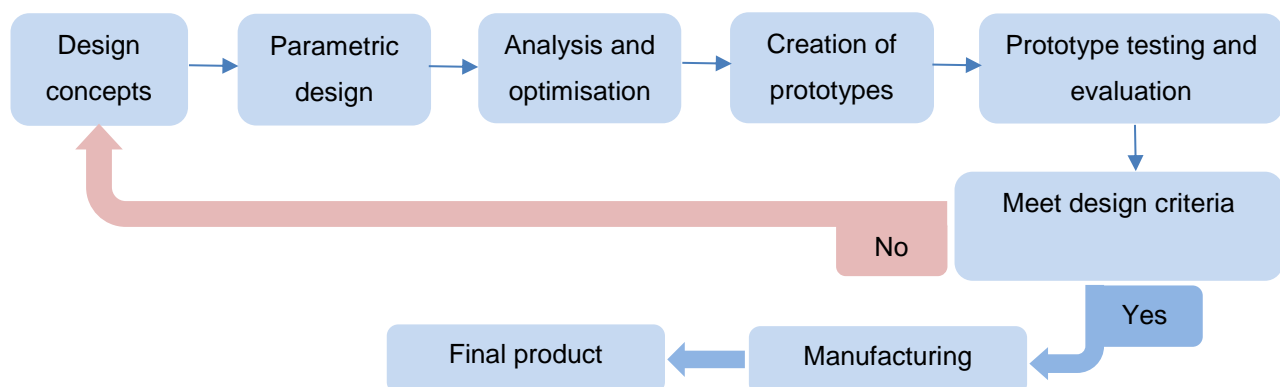 Design
concepts
Parametric
design
Analysis and
optimisation
Creation of
prototypes
Prototype testing and
evaluation
Meet design criteria
No
Yes
Manufacturing
Final product